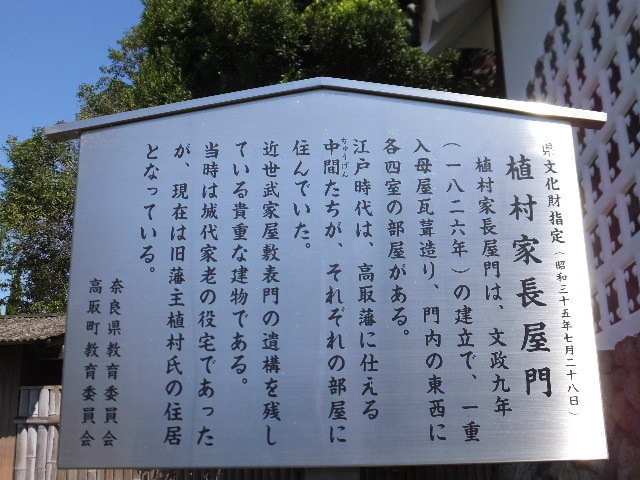 県文化財指定(昭和三十五年七月二十八日)
植村家長屋門
植村家長屋門は、文政九年
(一八二六年)の建立で、一重
入母屋瓦葺造り、門内の東西に
各四室の部屋がある。
江戸時代は、高取藩に仕える
中間たちが、それぞれの部屋に
ちゅうげん
住んでいた。
近世武家屋敷表門の遺構を残し
ている貴重な建物である。
当時は城代家老の役宅であった
が、現在は旧藩主植村氏の住居
となっている。
奈良県教育委員会
高取町教育委員会